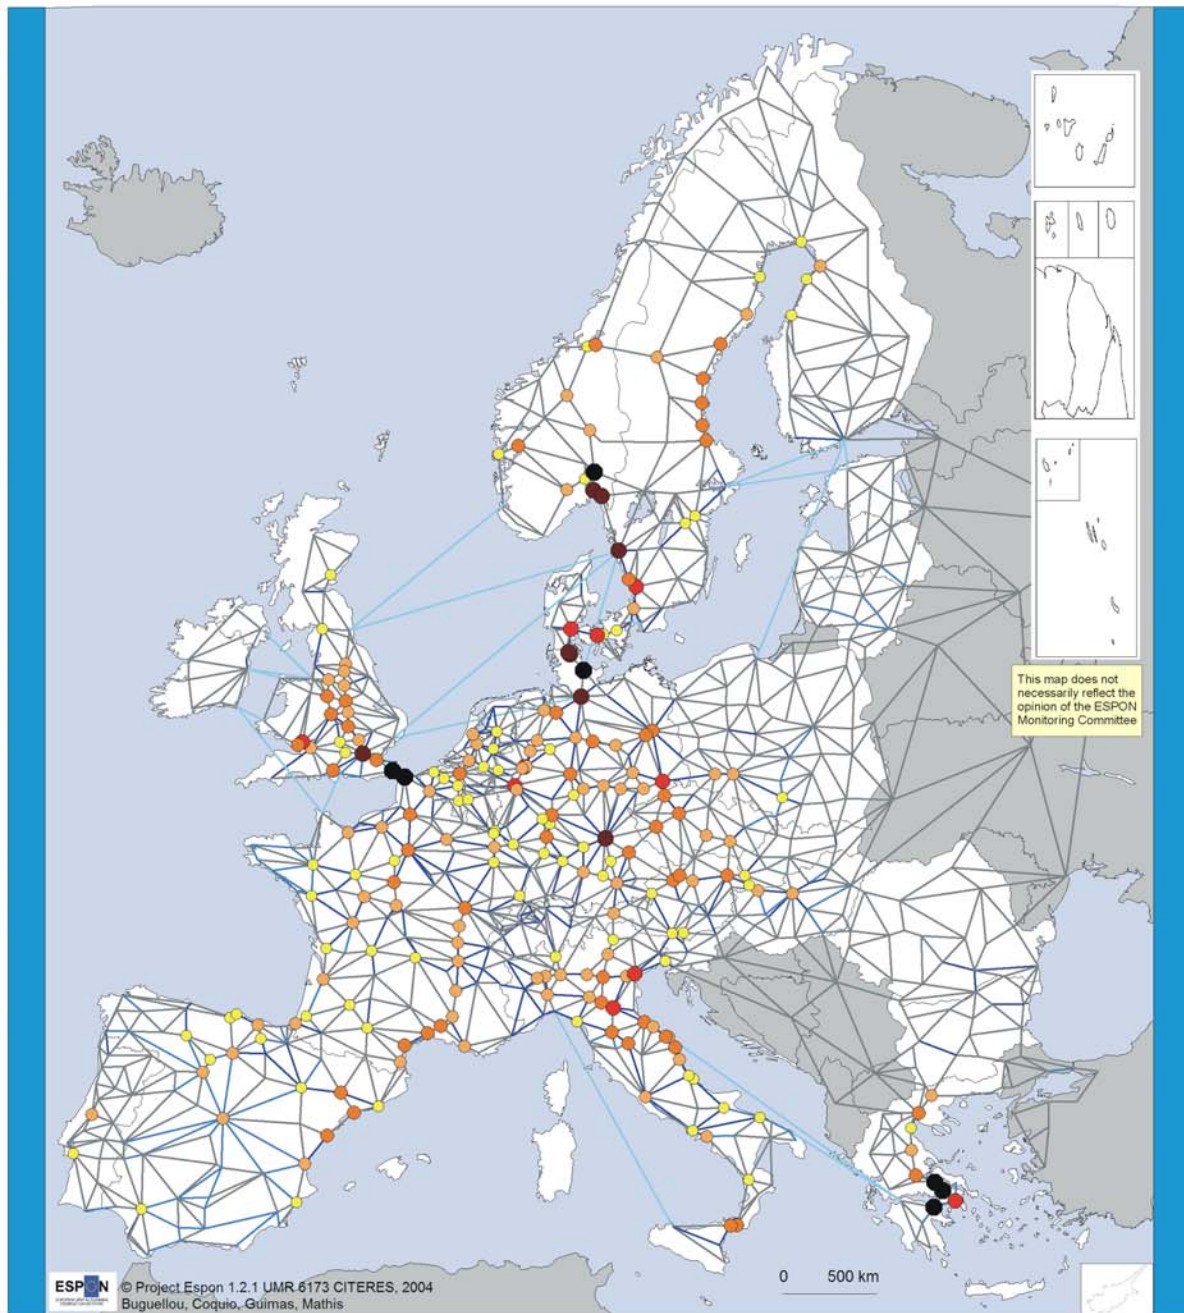 This map does not
necessarily reflect the
opinion of the ESPON
Monitoring Committee
ESPON
© Project Espon 1.2.1 UMR 6173 CITERES, 2004
Buguellou, Coquio, Guimas, Mathis
0 500 km